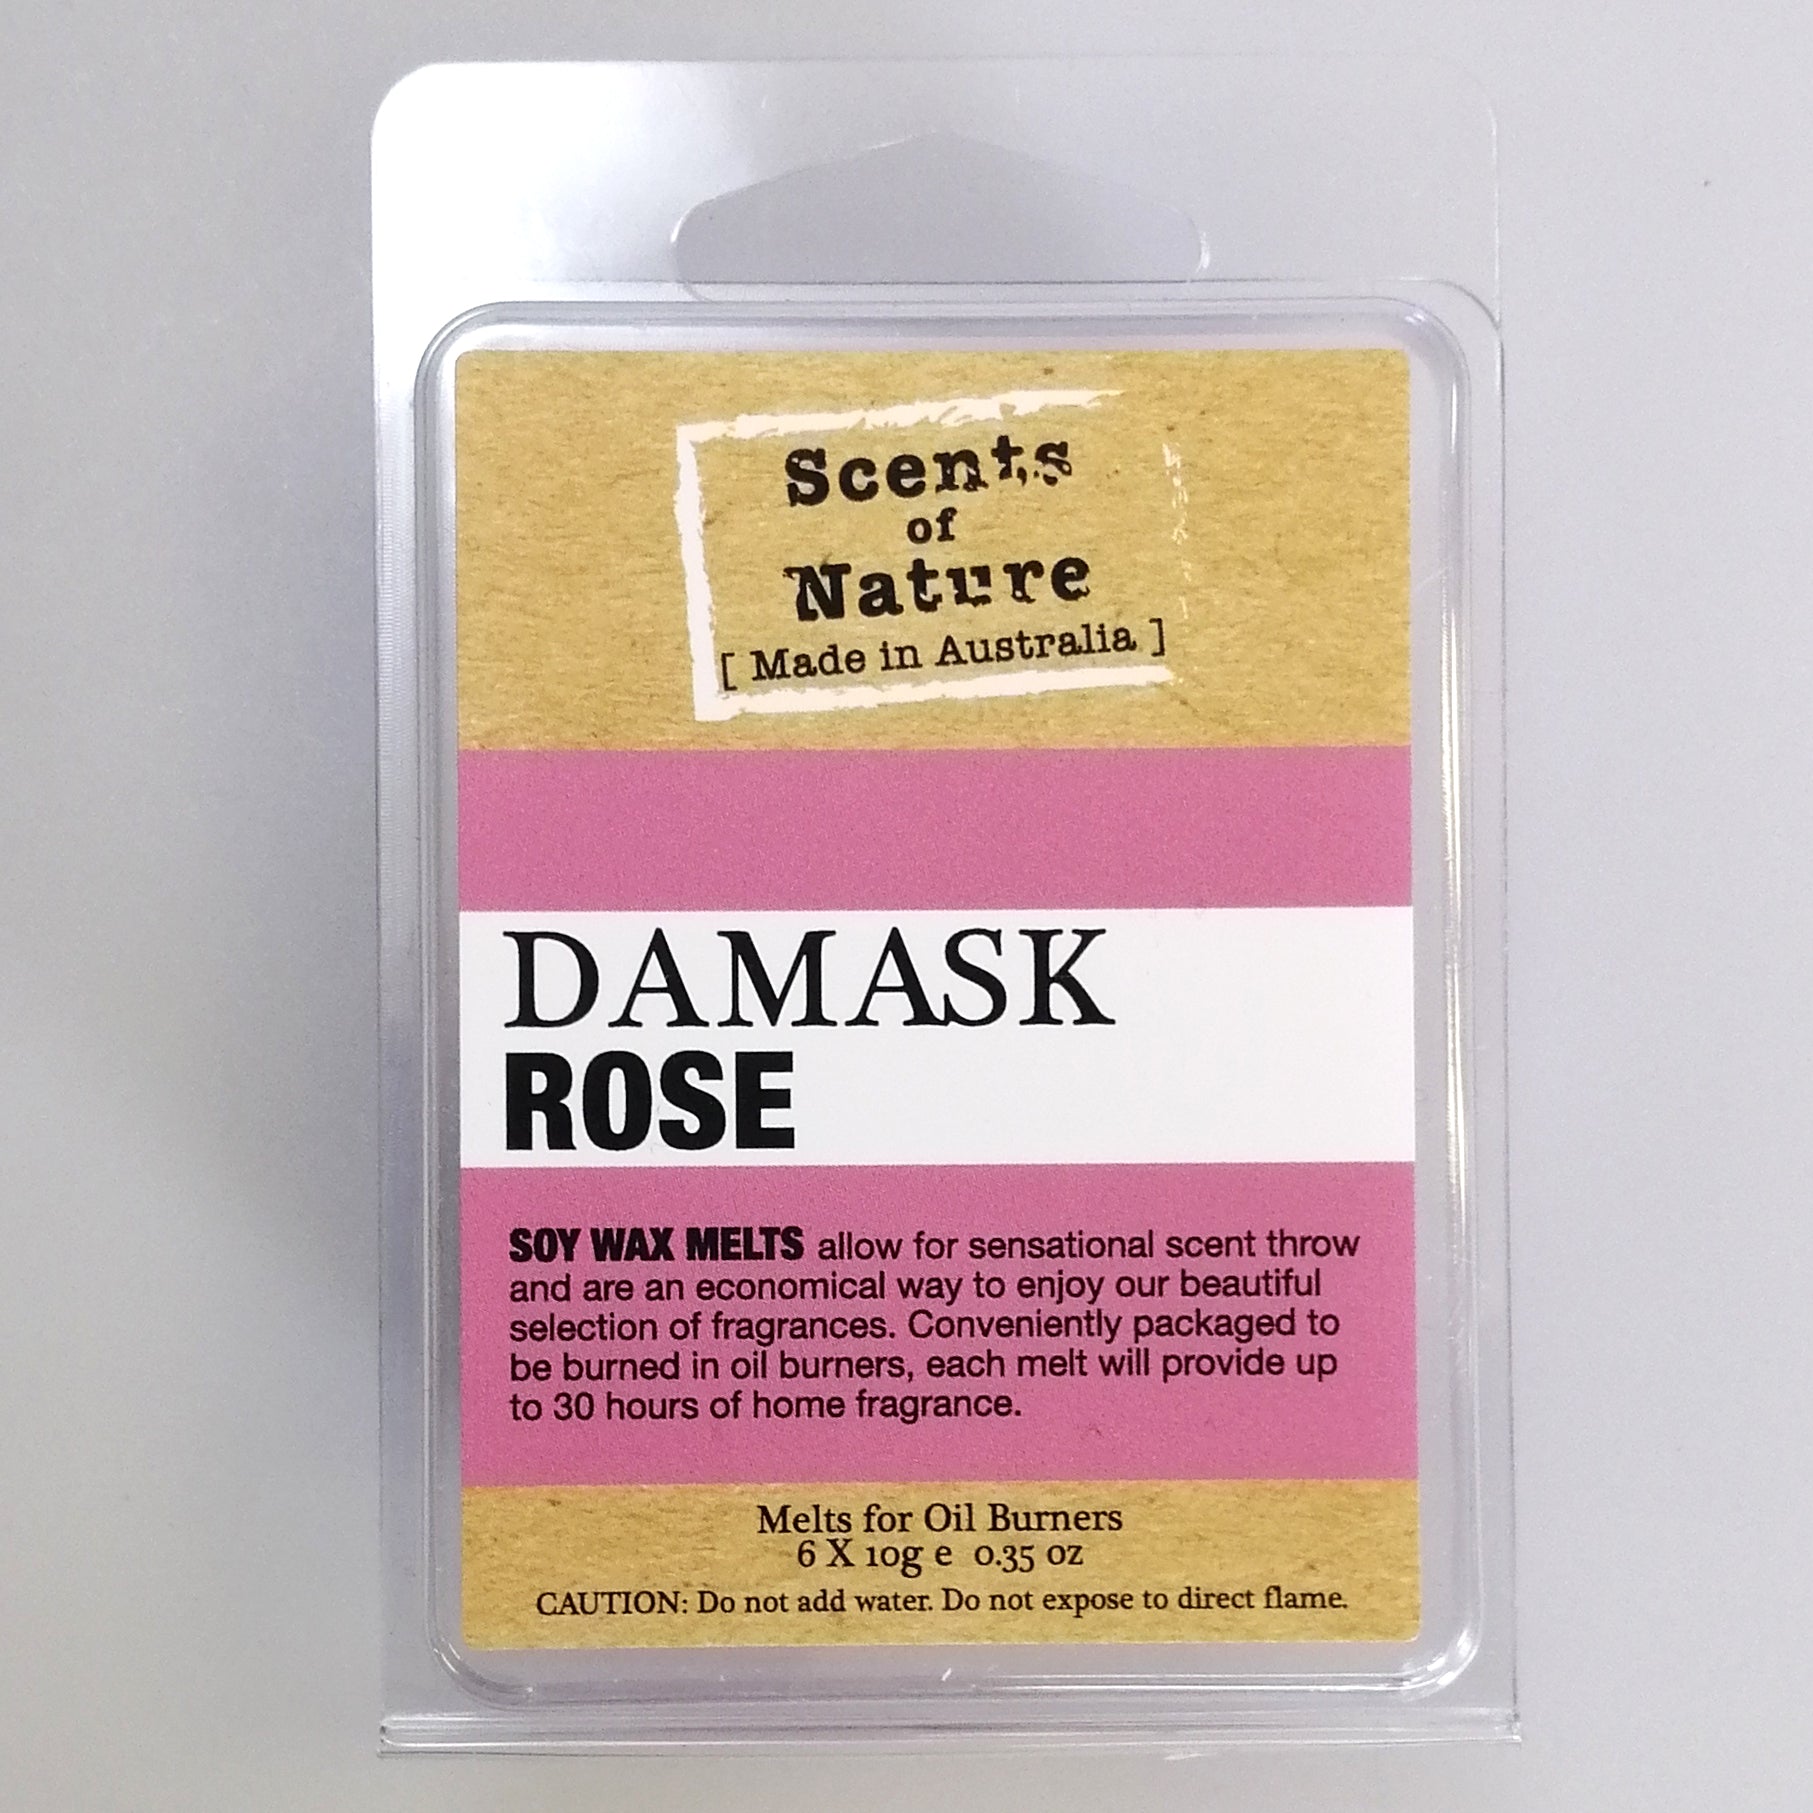 Scents
of
Nature
[ Made in Australia ]
DAMASK
ROSE
SOY WAX MELTS allow for sensational scent throw
and are an economical way to enjoy our beautiful
selection of fragrances. Conveniently packaged to
be burned in oil burners, each melt will provide up
to 30 hours of home fragrance.
Melts for Oil Burners
6 X 10g e 0.35 oz
CAUTION: Do not add water. Do not expose to direct flame.